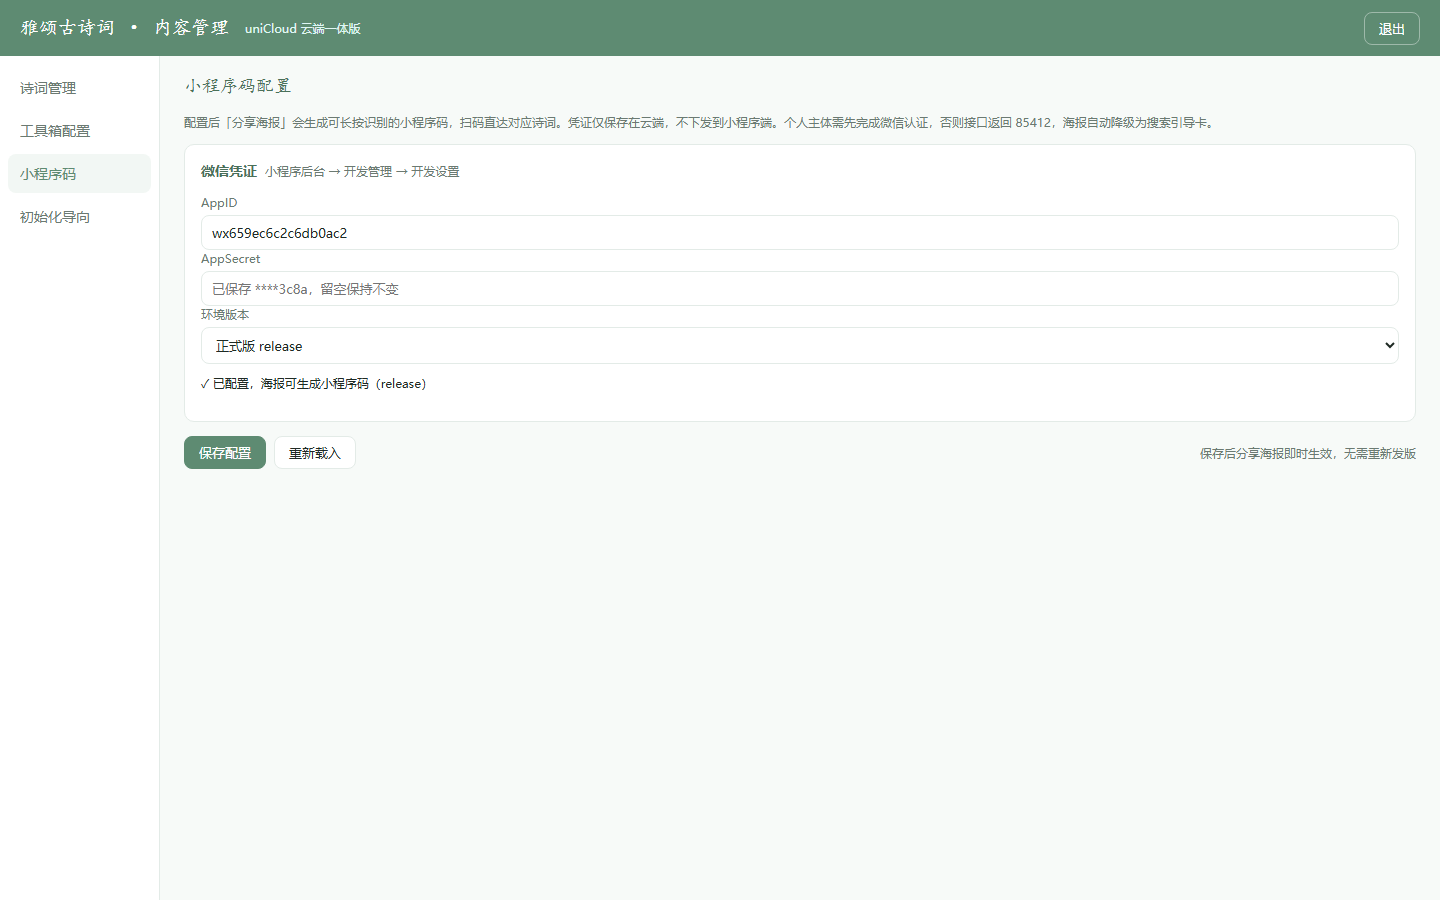 雅颂古诗词 • 内容管理 uniCloud 云端一体版
退出
诗词管理
工具箱配置
小程序码
初始化导向
小程序码配置
配置后「分享海报」会生成可长按识别的小程序码，扫码直达对应诗词。凭证仅保存在云端，不下发到小程序端。个人主体需先完成微信认证，否则接口返回 85412，海报自动降级为搜索引导卡。
微信凭证 小程序后台 → 开发管理 → 开发设置
AppID
wx659ec6c2c6db0ac2
AppSecret
已保存 ****3c8a，留空保持不变
环境版本
正式版 release
✓ 已配置，海报可生成小程序码（release）
保存配置
重新载入
保存后分享海报即时生效，无需重新发版